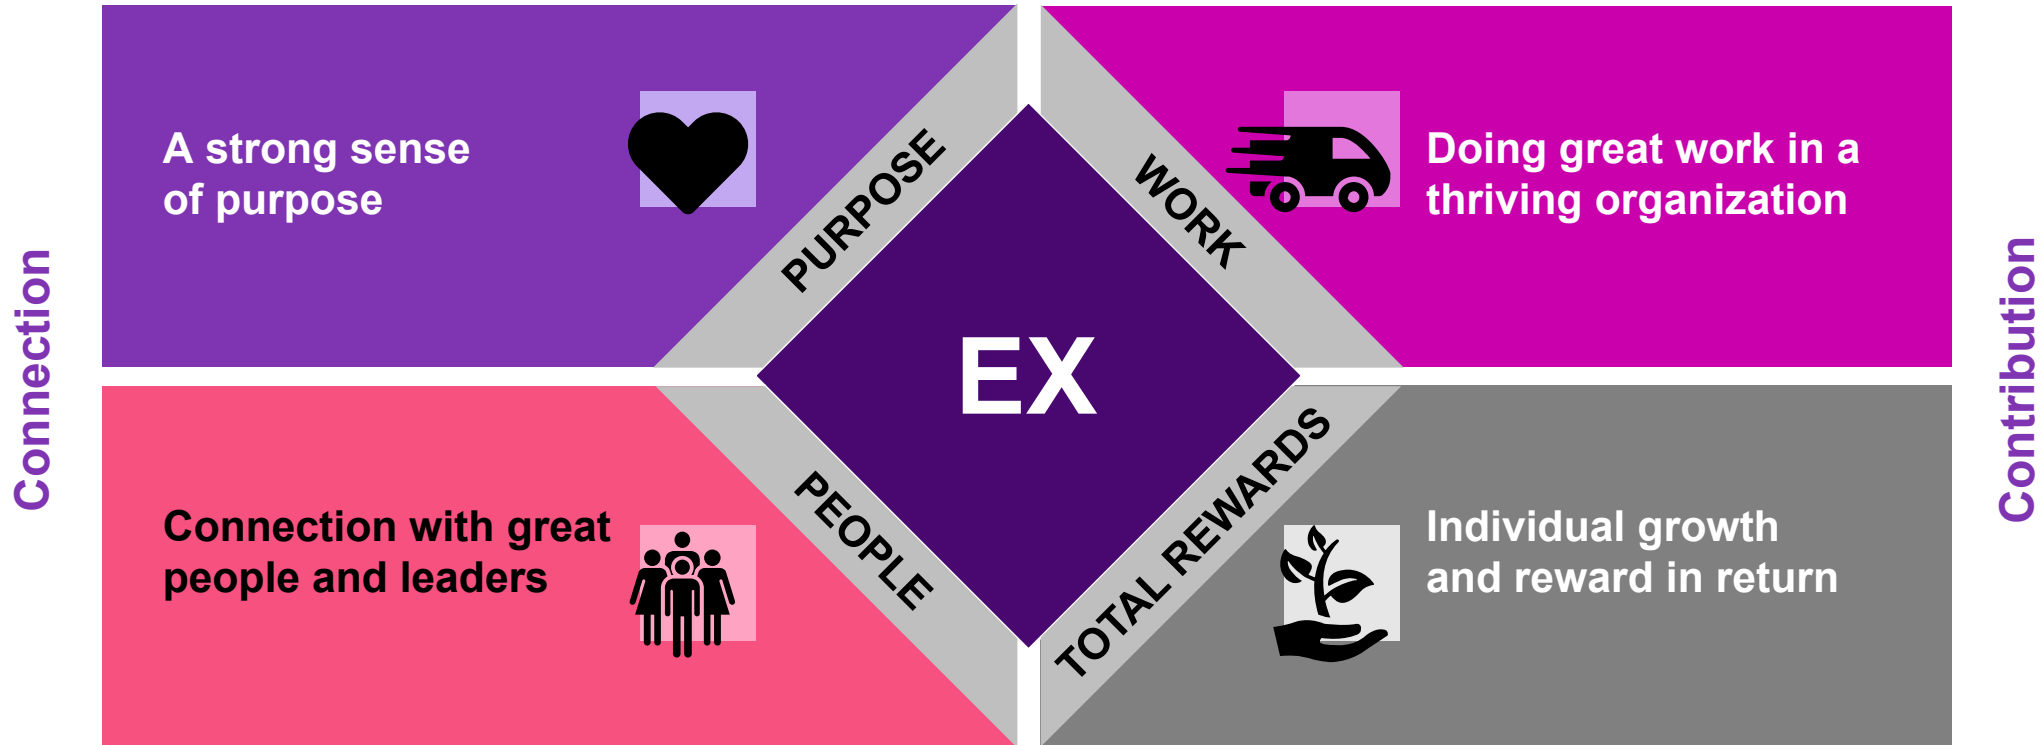 Connection
A strong sense
of purpose
PURPOSE
WORK
Doing great work in a
thriving organization
EX
Connection with great
people and leaders
PEOPLE
TOTAL REWARDS
Individual growth
and reward in return
Contribution